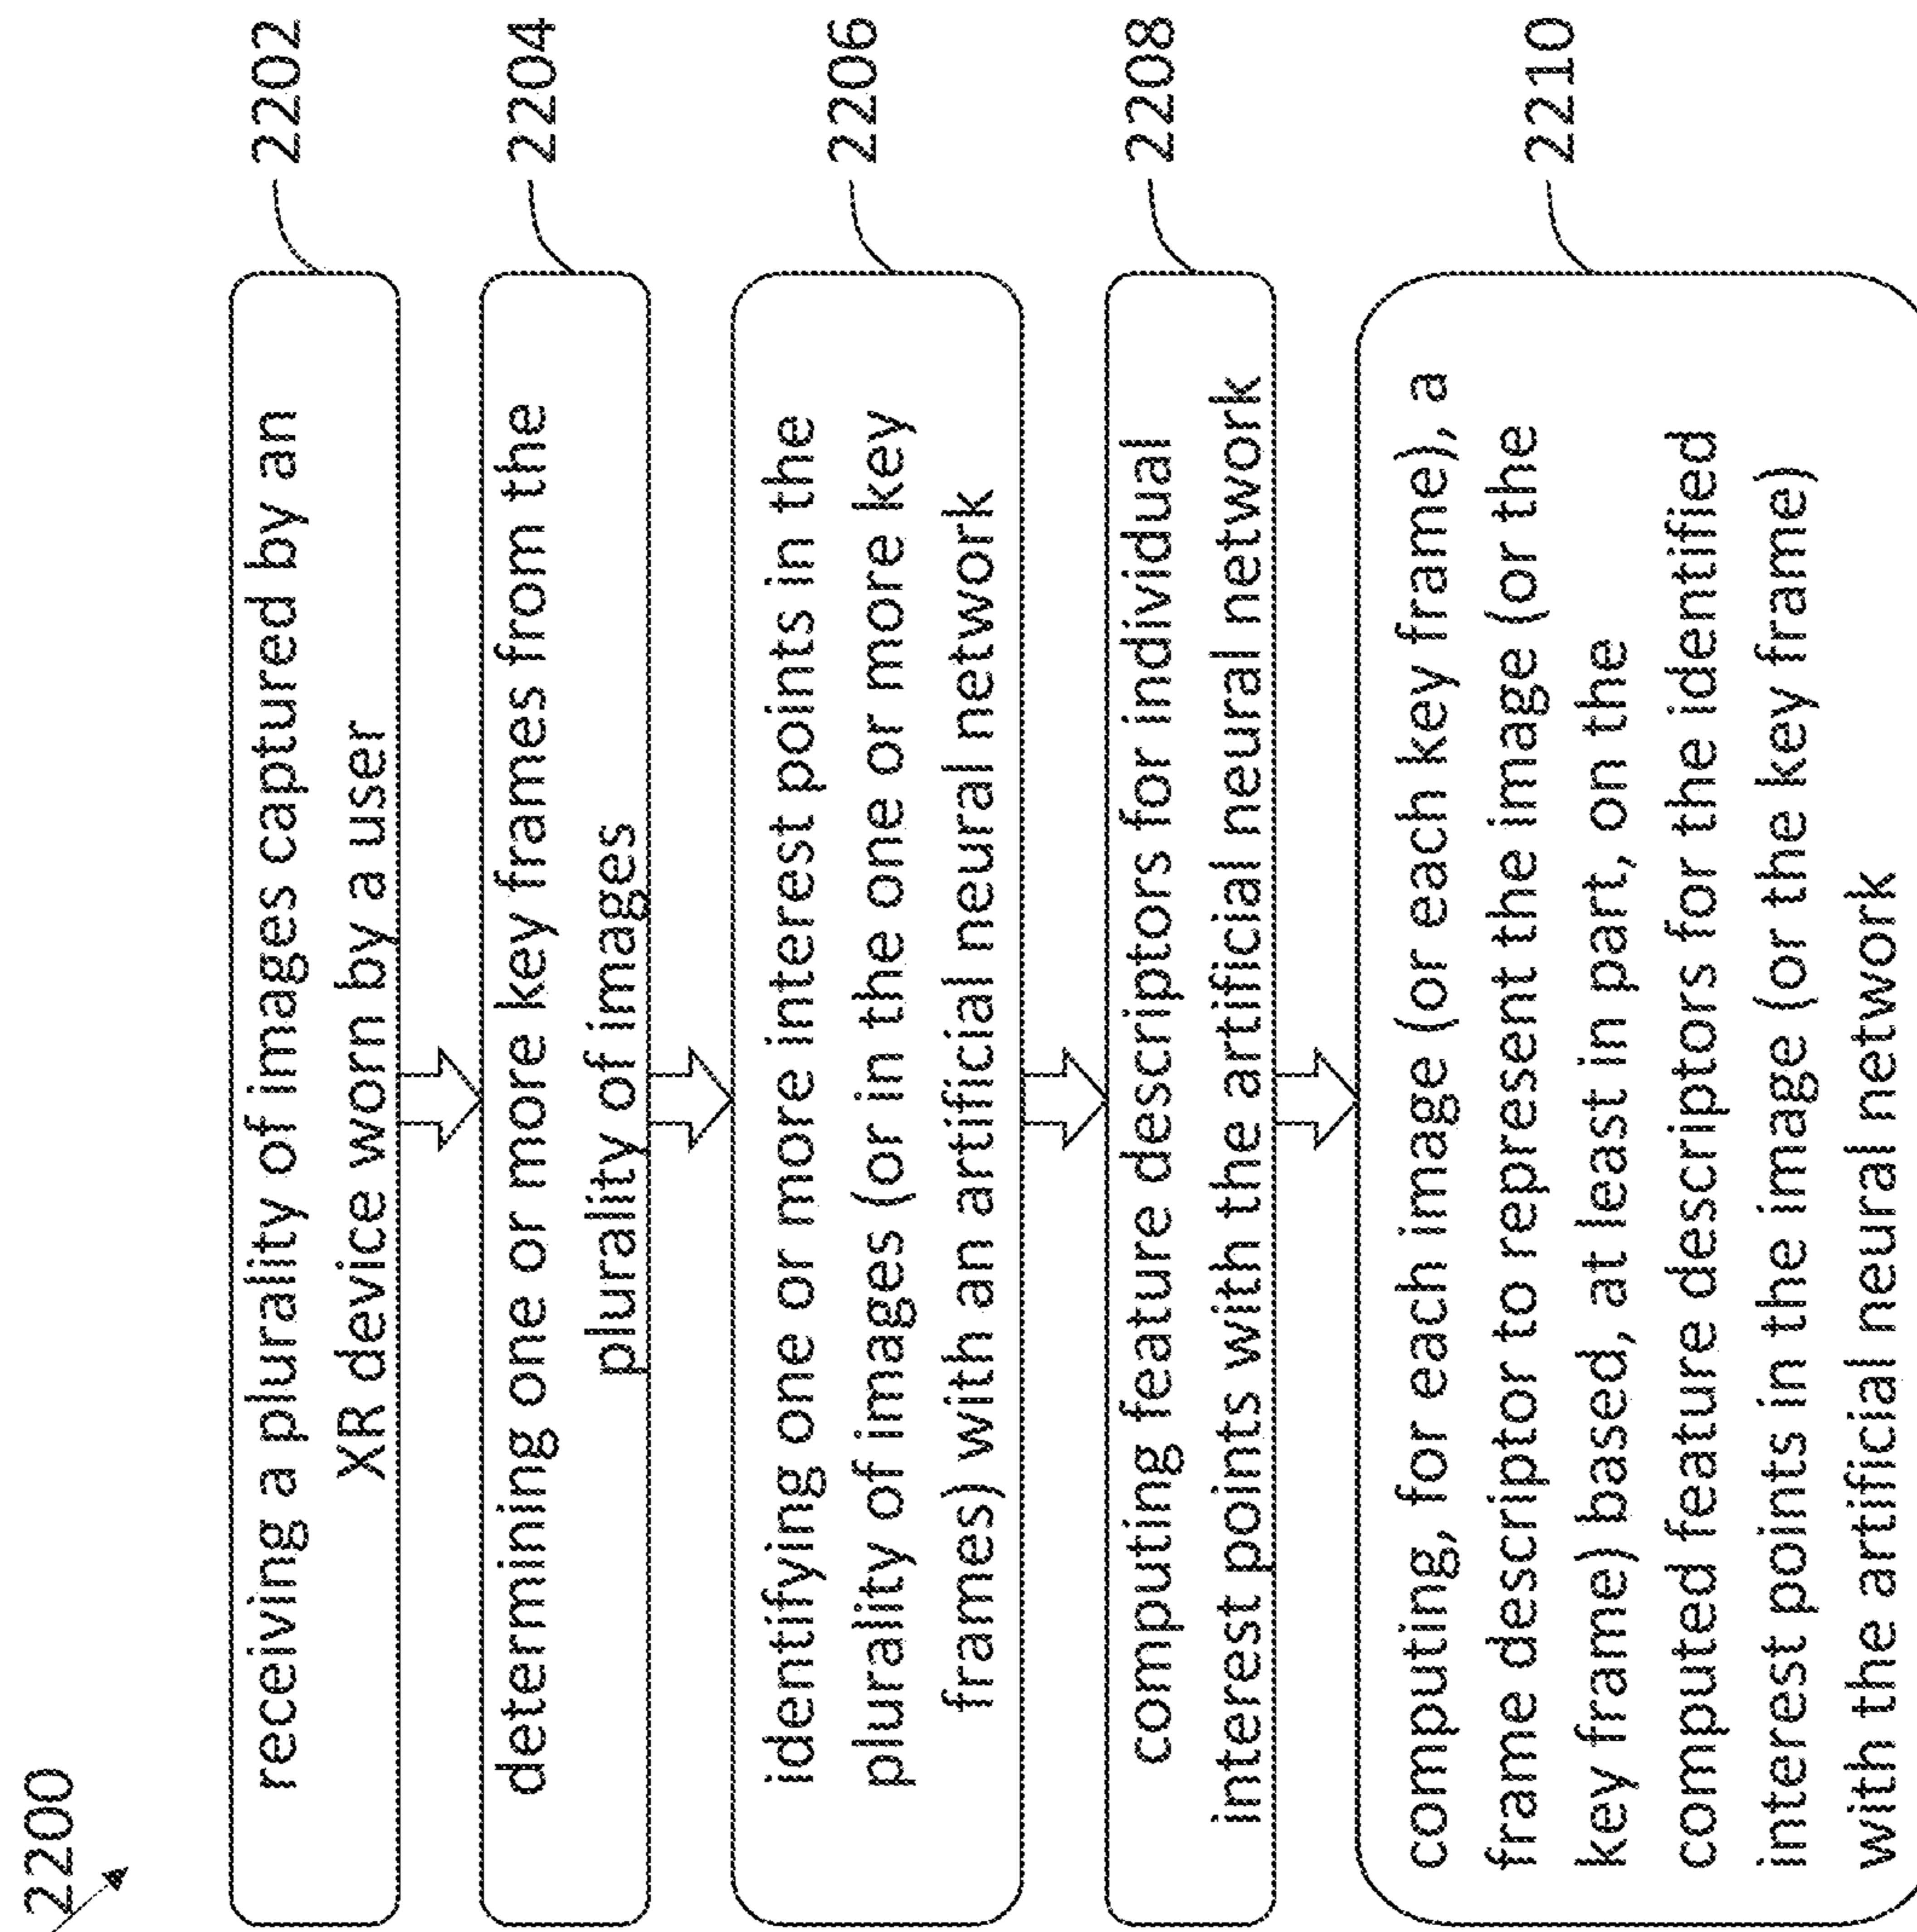 2200
receiving a plurality of images captured by an
XR device worn by a user
2202
determining one or more key frames from the
plurality of images
2204
identifying one or more interest points in the
plurality of images (or in the one or more key
frames) with an artificial neural network
2206
computing feature descriptors for individual
interest points with the artificial neural network
2208
computing, for each image (or each key frame), a
frame descriptor to represent the image (or the
key frame) based, at least in part, on the
computed feature descriptors for the identified
interest points in the image (or the key frame)
with the artificial neural network
2210